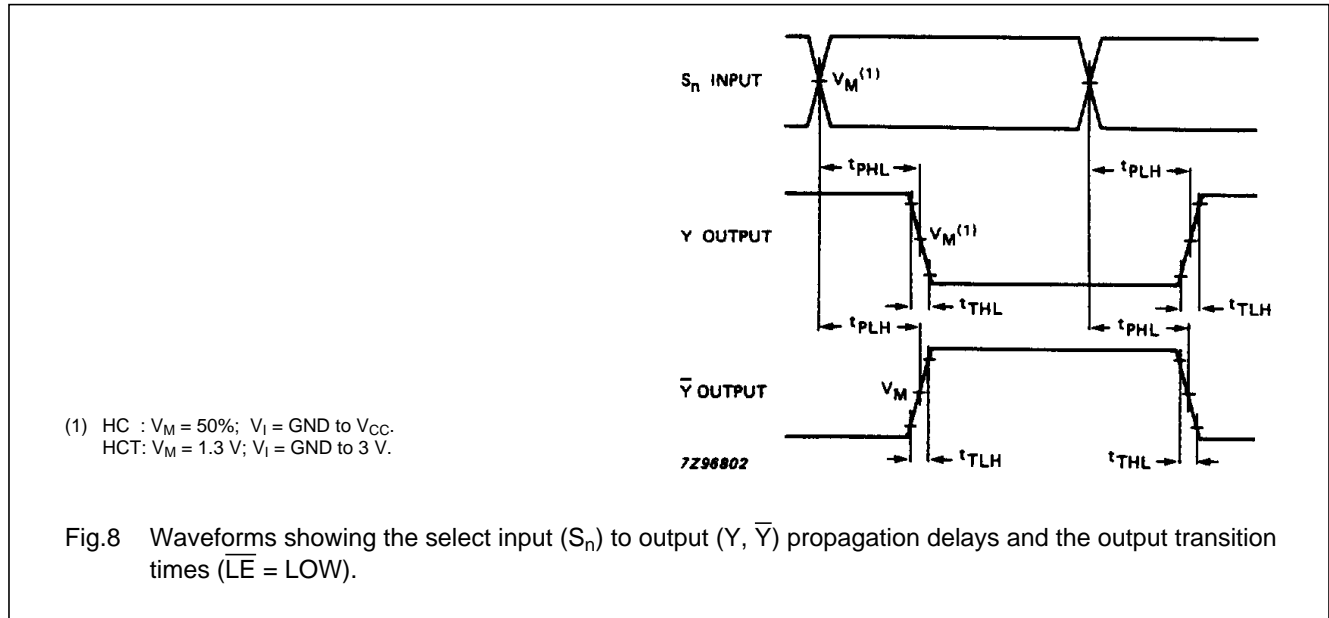 Sn INPUT
VM(1)
tPHL
tPLH
Y OUTPUT
VM(1)
tTHL
tTLH
tPLH
tPHL
Y̅ OUTPUT
VM
7Z96802
tTLH
tTHL
(1) HC : VM = 50%; VI = GND to VCC.
HCT: VM = 1.3 V; VI = GND to 3 V.
Fig.8 Waveforms showing the select input (Sn) to output (Y, Y̅) propagation delays and the output transition
times (L̅E̅ = LOW).